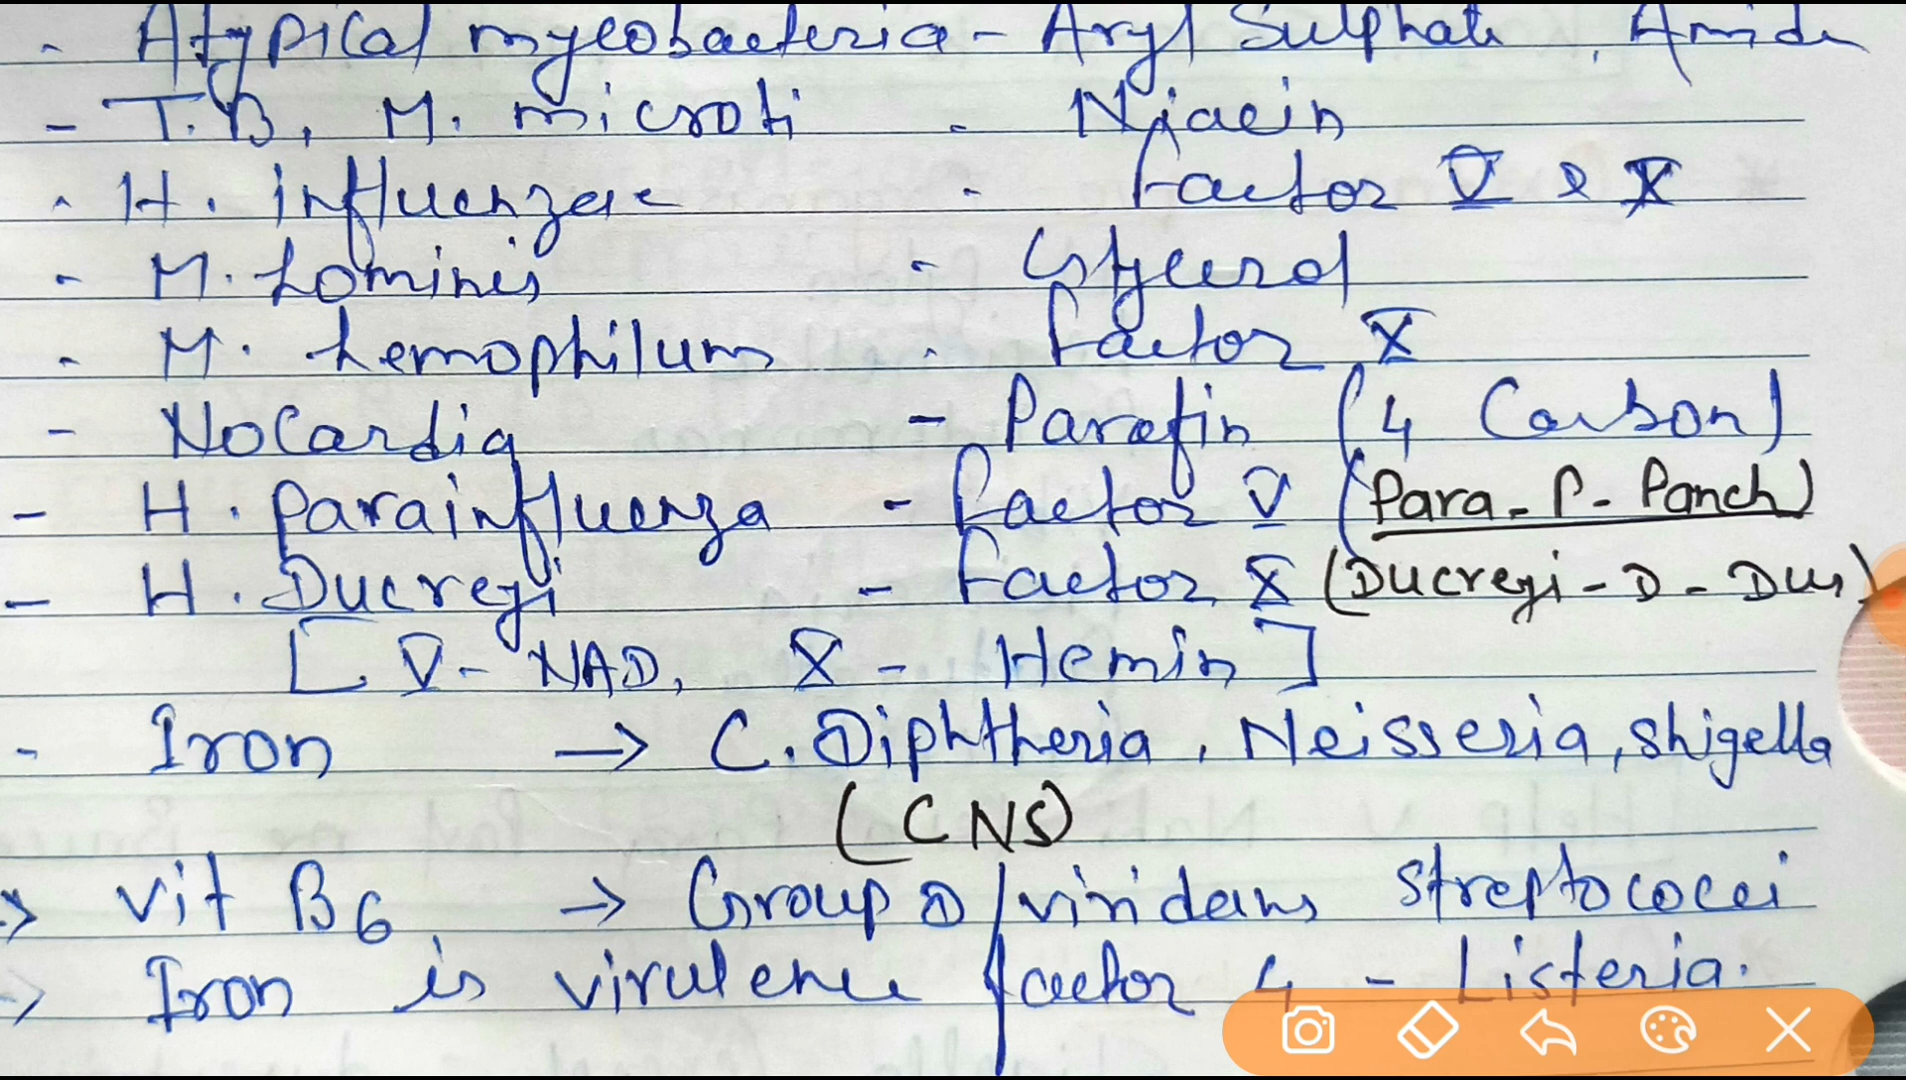 - Atypical mycobacteria - Aryl Sulphate, Amide
- T.B, M. microti - Niacin
- H. influenzae - Factor V & X
- M. hominis - Glycerol
- M. hemophilum - Factor X
- Nocardia - Parafin (4 Carbon)
- H. parainfluenza - Factor V (Para - P - Panch)
- H. Ducreyi - Factor X (Ducreyi - D - Dus)
[ V - NAD, X - Hemin ]
- Iron → C. Diphtheria, Neisseria, shigella
(CNS)
→ vit B6 → Group D / viridans streptococci
→ Iron is virulence factor 4 - Listeria.